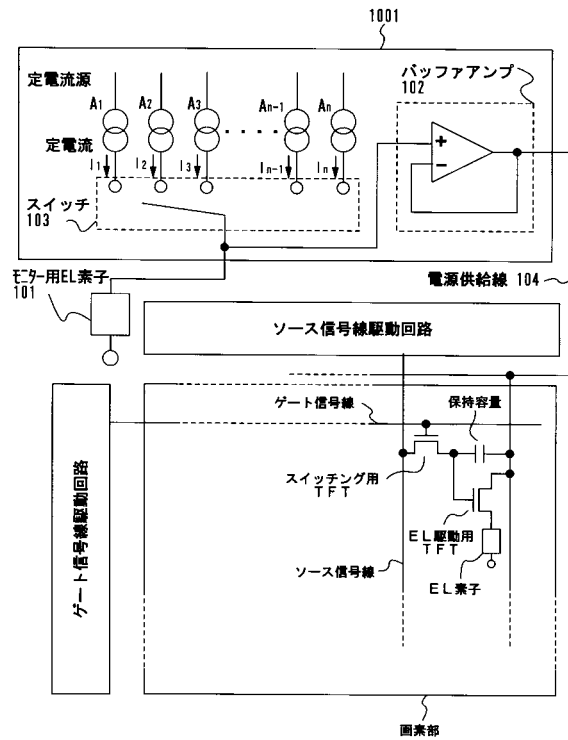 1001
定電流源
バッファアンプ
102
A1 A2 A3 An-1 An
定電流
I1 I2 I3 In-1 In
+
−
スイッチ
103
モニター用EL素子
101
電源供給線 104
ソース信号線駆動回路
ゲート信号線駆動回路
ゲート信号線
保持容量
スイッチング用
TFT
EL駆動用
TFT
ソース信号線
EL素子
画素部